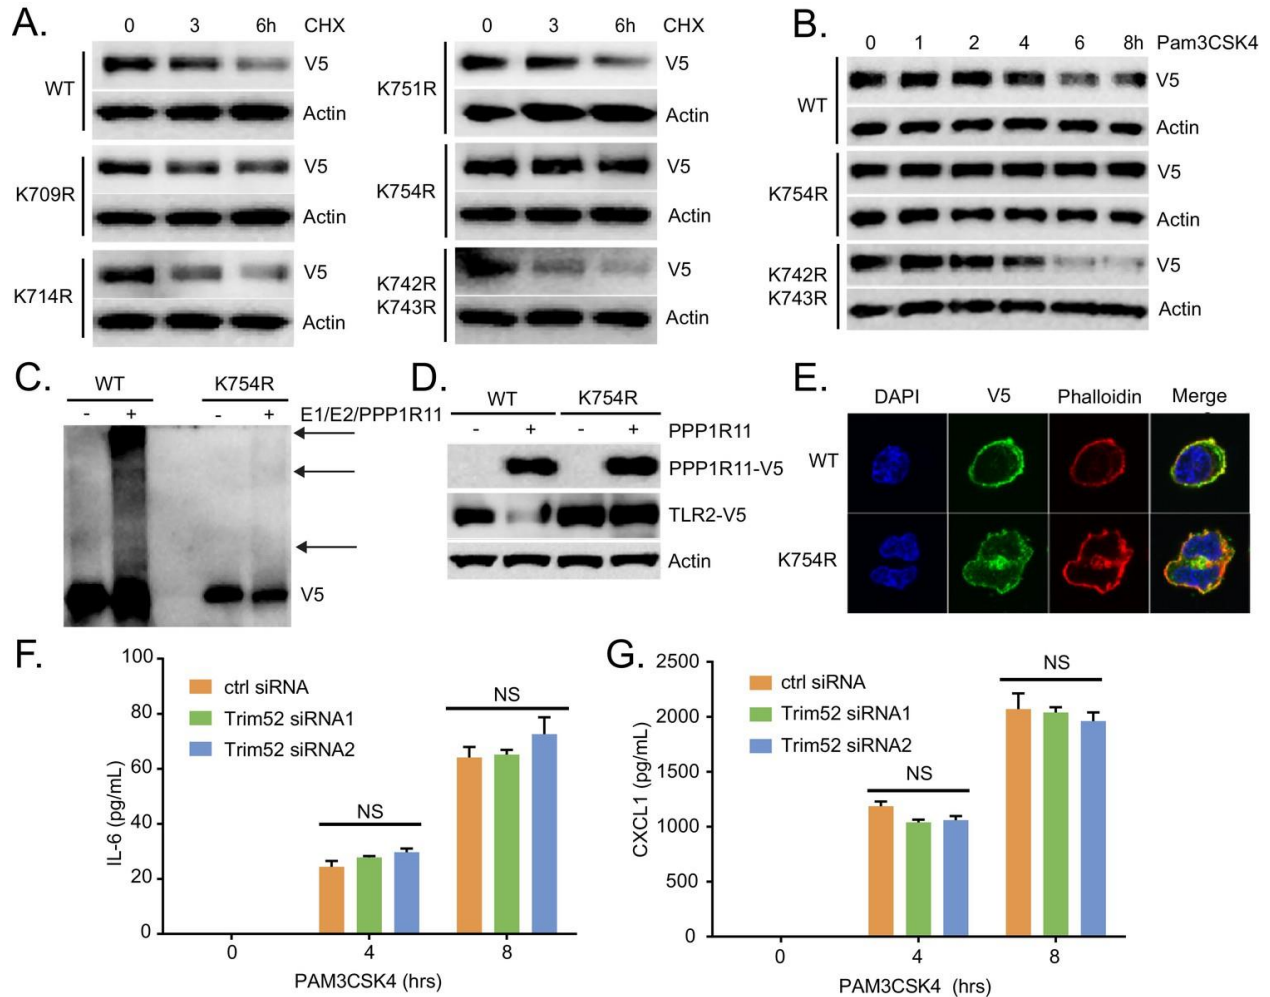 A.
0 3 6h CHX
WT
V5
Actin
K709R
V5
Actin
K714R
V5
Actin
0 3 6h CHX
K751R
V5
Actin
K754R
V5
Actin
K742R
K743R
V5
Actin
B.
0 1 2 4 6 8h Pam3CSK4
WT
V5
Actin
K754R
V5
Actin
K742R
K743R
V5
Actin
C.
WT K754R
- + - + E1/E2/PPP1R11
V5
D.
WT K754R
- + - + PPP1R11
PPP1R11-V5
TLR2-V5
Actin
E.
DAPI V5 Phalloidin Merge
WT
K754R
F.
IL-6 (pg/mL)
100
80
60
40
20
0
ctrl siRNA
Trim52 siRNA1
Trim52 siRNA2
NS
NS
0 4 8
PAM3CSK4 (hrs)
G.
CXCL1 (pg/mL)
2500
2000
1500
1000
500
0
ctrl siRNA
Trim52 siRNA1
Trim52 siRNA2
NS
NS
0 4 8
PAM3CSK4 (hrs)